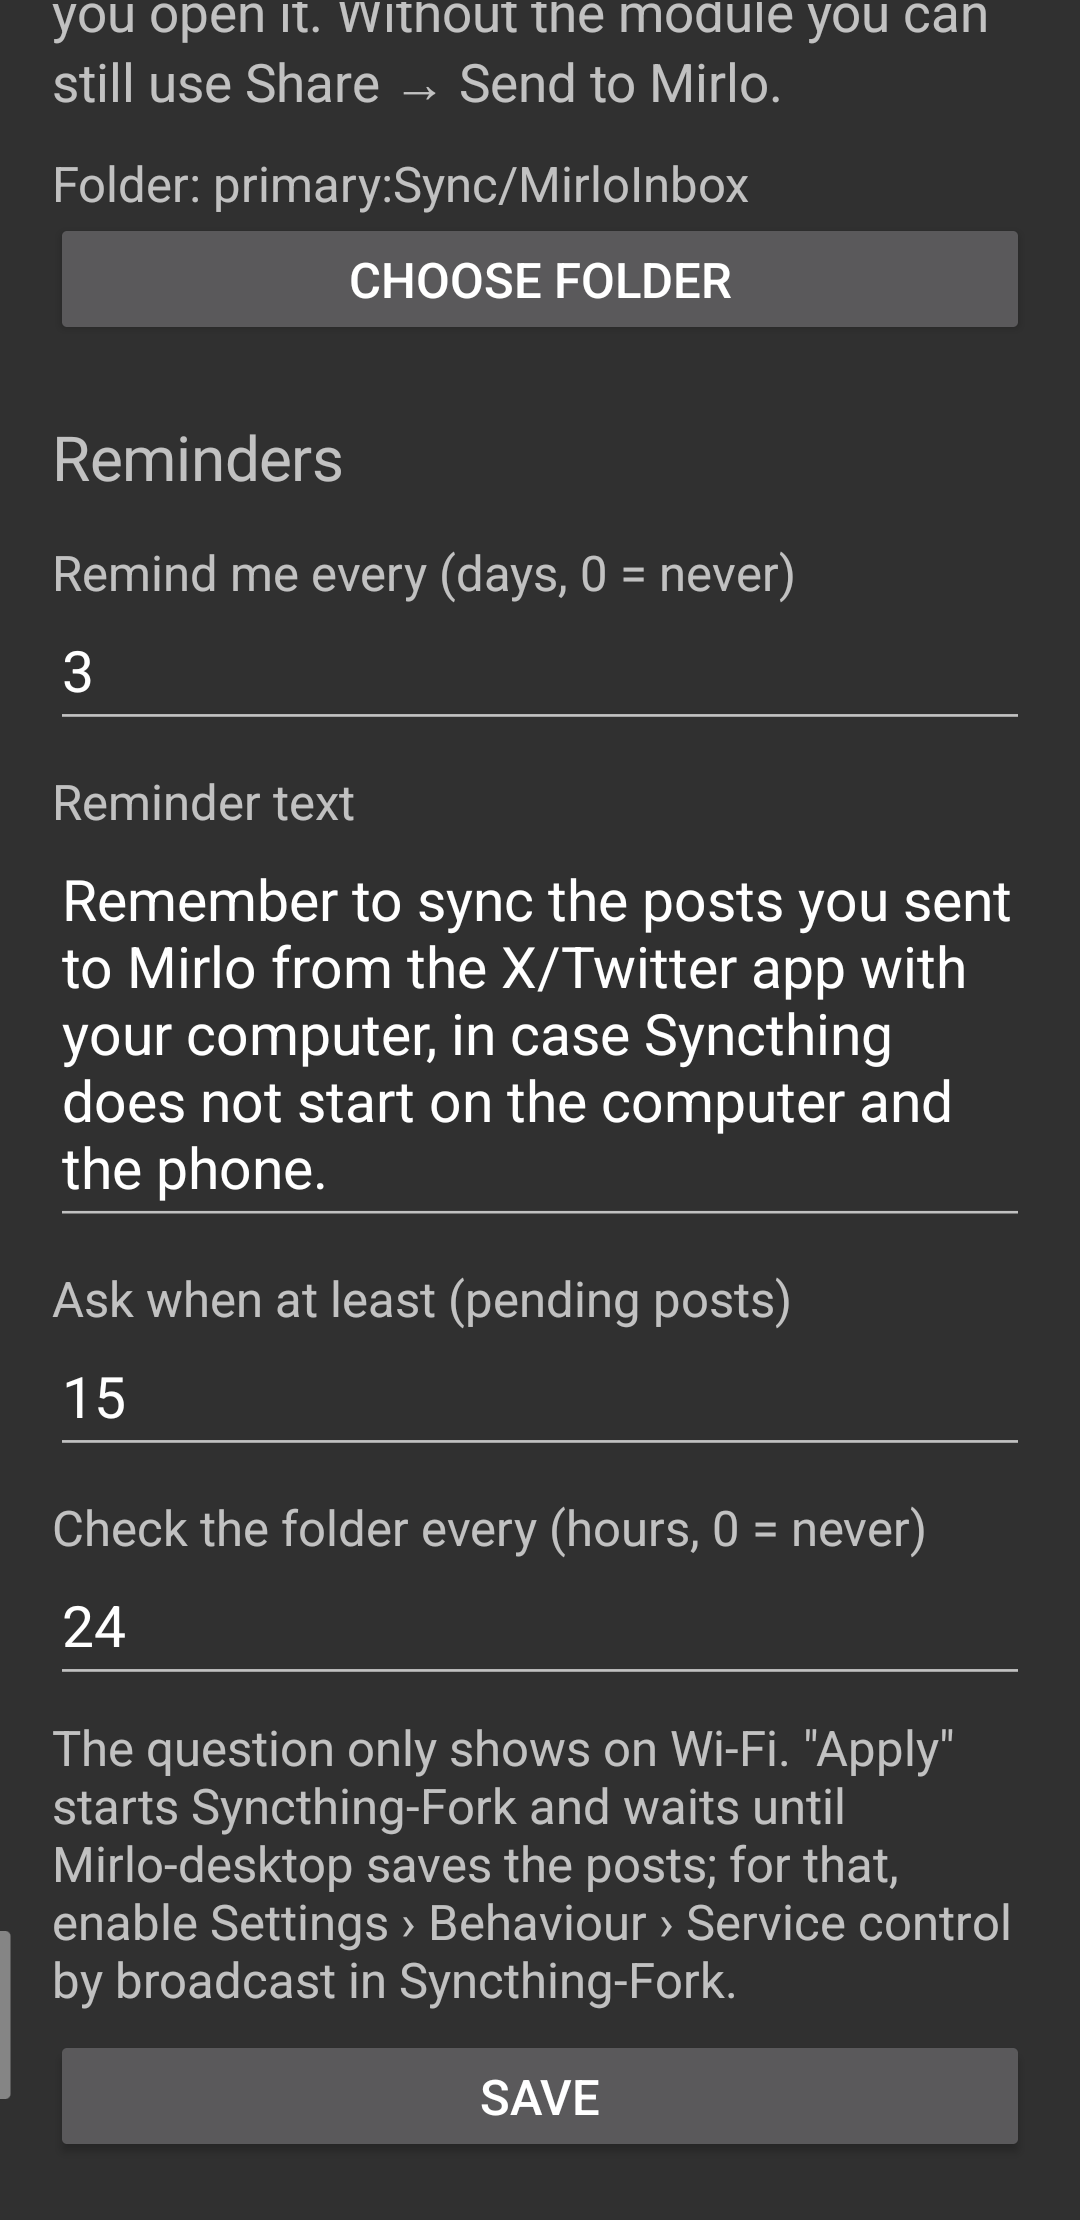 you open it. Without the module you can
still use Share → Send to Mirlo.
Folder: primary:Sync/MirloInbox
CHOOSE FOLDER
Reminders
Remind me every (days, 0 = never)
3
Reminder text
Remember to sync the posts you sent
to Mirlo from the X/Twitter app with
your computer, in case Syncthing
does not start on the computer and
the phone.
Ask when at least (pending posts)
15
Check the folder every (hours, 0 = never)
24
The question only shows on Wi-Fi. "Apply"
starts Syncthing-Fork and waits until
Mirlo-desktop saves the posts; for that,
enable Settings › Behaviour › Service control
by broadcast in Syncthing-Fork.
SAVE